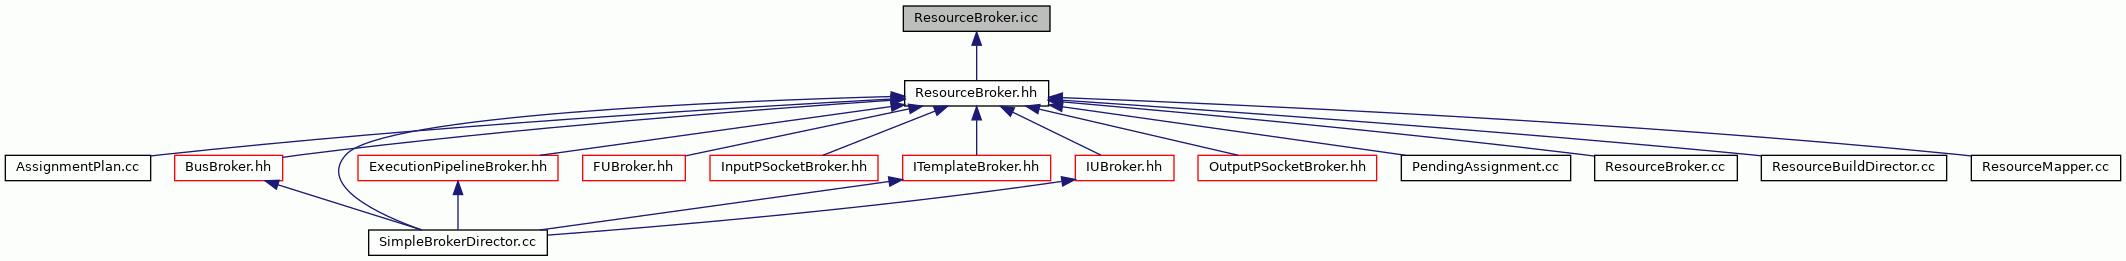 ResourceBroker.icc
ResourceBroker.hh
AssignmentPlan.cc
BusBroker.hh
ExecutionPipelineBroker.hh
FUBroker.hh
InputPSocketBroker.hh
ITemplateBroker.hh
IUBroker.hh
OutputPSocketBroker.hh
PendingAssignment.cc
ResourceBroker.cc
ResourceBuildDirector.cc
ResourceMapper.cc
SimpleBrokerDirector.cc